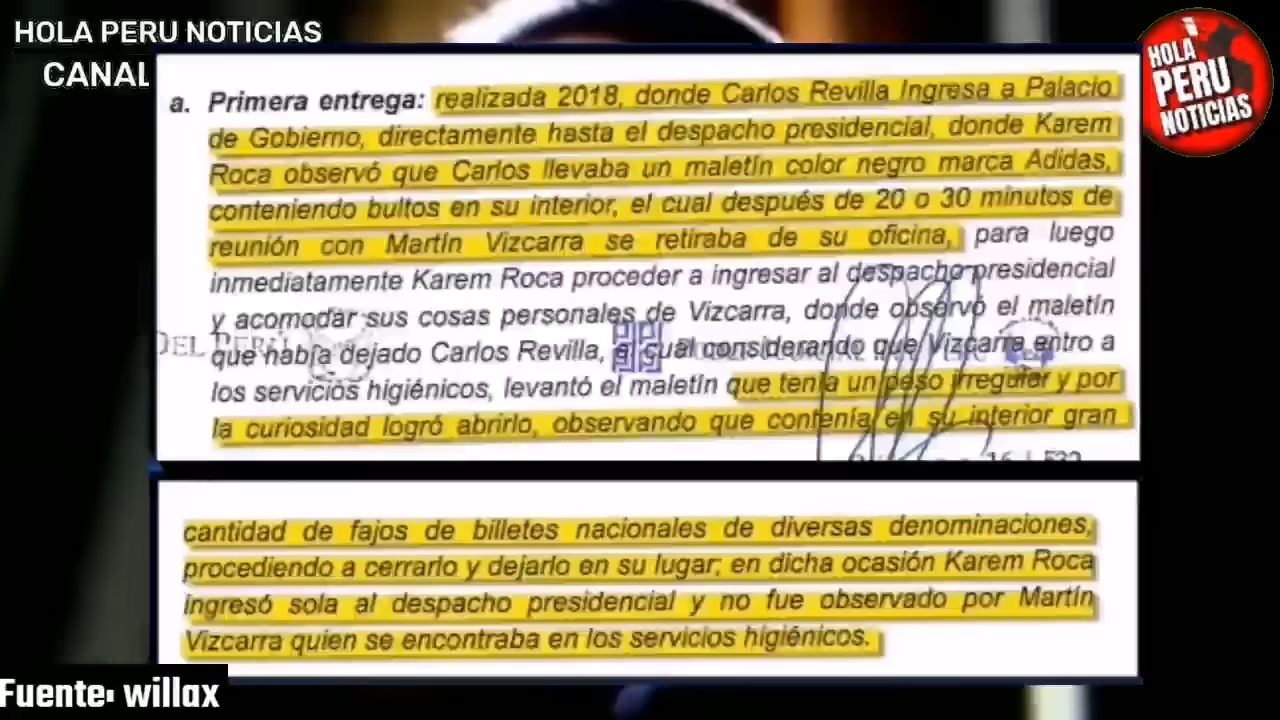 HOLA PERU NOTICIAS
CANAL
HOLA
PERU
NOTICIAS
a. Primera entrega: realizada 2018, donde Carlos Revilla Ingresa a Palacio
de Gobierno, directamente hasta el despacho presidencial, donde Karem
Roca observó que Carlos llevaba un maletín color negro marca Adidas,
conteniendo bultos en su interior, el cual después de 20 o 30 minutos de
reunión con Martín Vizcarra se retiraba de su oficina, para luego
inmediatamente Karem Roca proceder a ingresar al despacho presidencial
y acomodar sus cosas personales de Vizcarra, donde observó el maletín
que había dejado Carlos Revilla, el cual considerando que Vizcarra entro a
los servicios higiénicos, levantó el maletín que tenía un peso irregular y por
la curiosidad logró abrirlo, observando que contenía en su interior gran
DEL PERÚ
cantidad de fajos de billetes nacionales de diversas denominaciones,
procediendo a cerrarlo y dejarlo en su lugar; en dicha ocasión Karem Roca
ingresó sola al despacho presidencial y no fue observado por Martín
Vizcarra quien se encontraba en los servicios higiénicos.
Fuente: willax